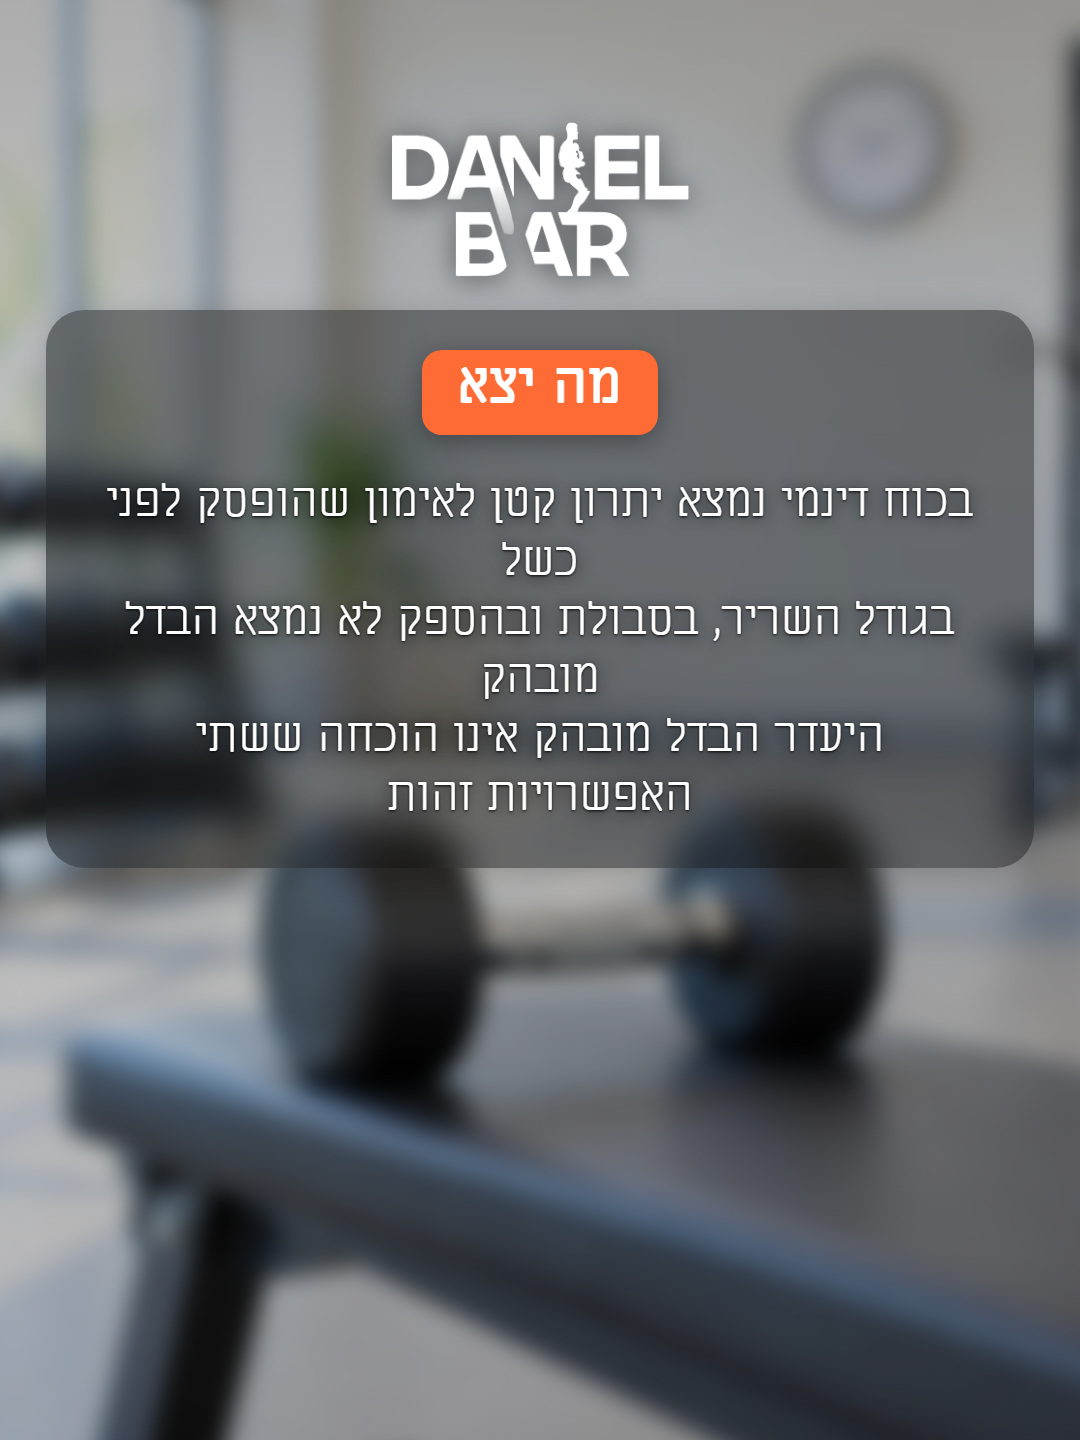 DANIEL
BAR
מה יצא
בכוח דינמי נמצא יתרון קטן לאימון שהופסק לפני
כשל
בגודל השריר, בסבולת ובהספק לא נמצא הבדל
מובהק
היעדר הבדל מובהק אינו הוכחה ששתי
האפשרויות זהות